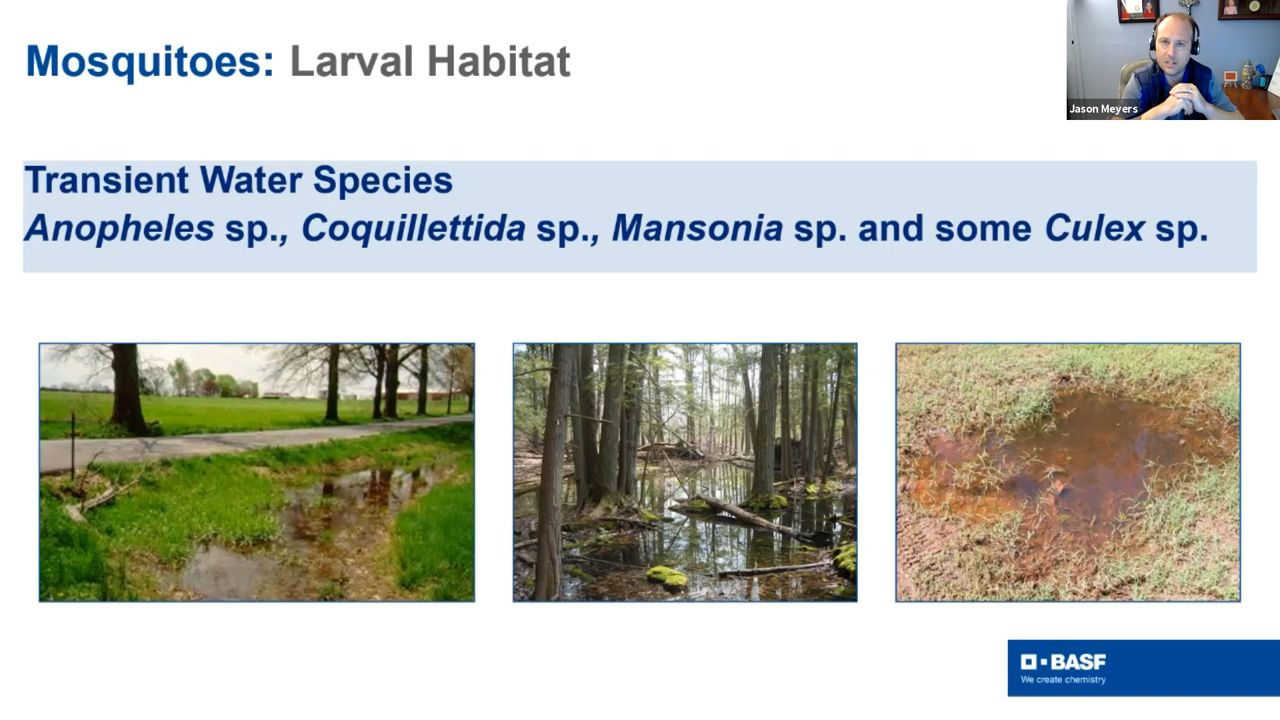 Mosquitoes: Larval Habitat
Jason Meyers
Transient Water Species
Anopheles sp., Coquillettida sp., Mansonia sp. and some Culex sp.
BASF
We create chemistry